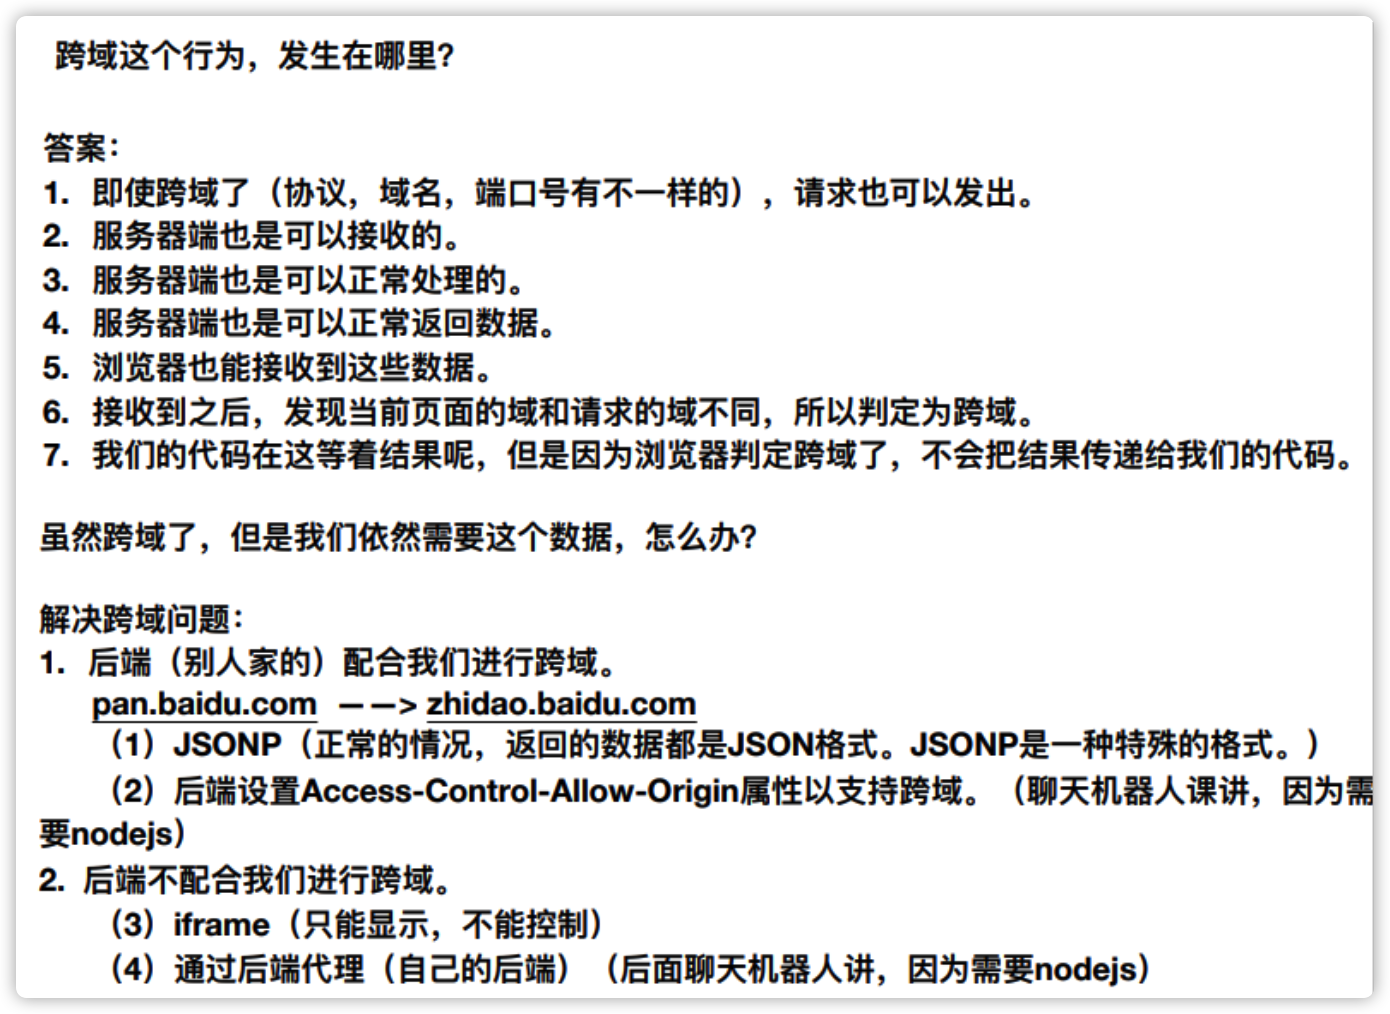 跨域这个行为，发生在哪里？
答案：
1. 即使跨域了（协议，域名，端口号有不一样的），请求也可以发出。
2. 服务器端也是可以接收的。
3. 服务器端也是可以正常处理的。
4. 服务器端也是可以正常返回数据。
5. 浏览器也能接收到这些数据。
6. 接收到之后，发现当前页面的域和请求的域不同，所以判定为跨域。
7. 我们的代码在这等着结果呢，但是因为浏览器判定跨域了，不会把结果传递给我们的代码。
虽然跨域了，但是我们依然需要这个数据，怎么办？
解决跨域问题：
1. 后端（别人家的）配合我们进行跨域。
pan.baidu.com ——> zhidao.baidu.com
（1）JSONP（正常的情况，返回的数据都是JSON格式。JSONP是一种特殊的格式。）
（2）后端设置Access-Control-Allow-Origin属性以支持跨域。（聊天机器人课讲，因为需
要nodejs）
2. 后端不配合我们进行跨域。
（3）iframe（只能显示，不能控制）
（4）通过后端代理（自己的后端）（后面聊天机器人讲，因为需要nodejs）